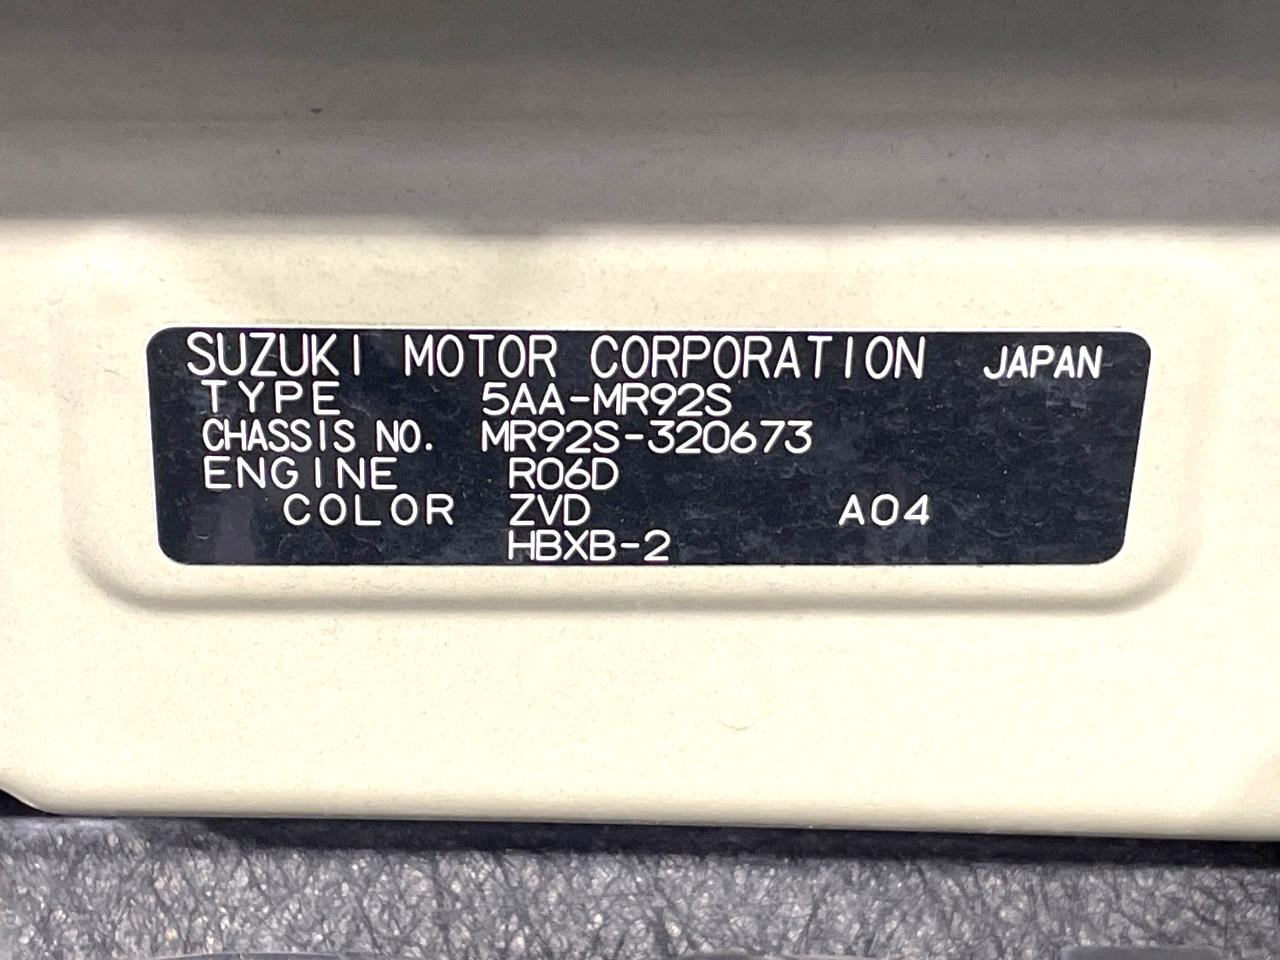 SUZUKI MOTOR CORPORATION JAPAN
TYPE 5AA-MR92S
CHASSIS NO. MR92S-320673
ENGINE R06D
COLOR ZVD A04
HBXB-2